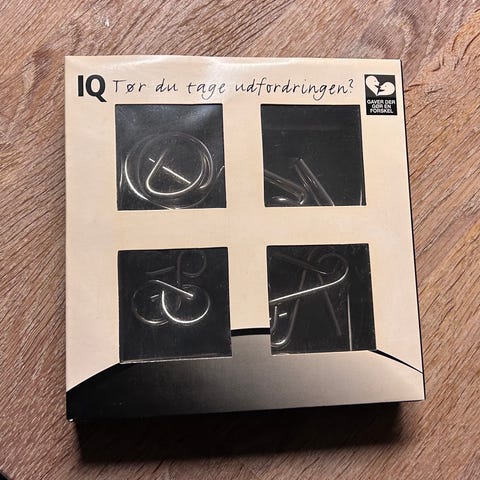 IQ Tør du tage udfordringen?
GAVER DER
GØR EN
FORSKEL